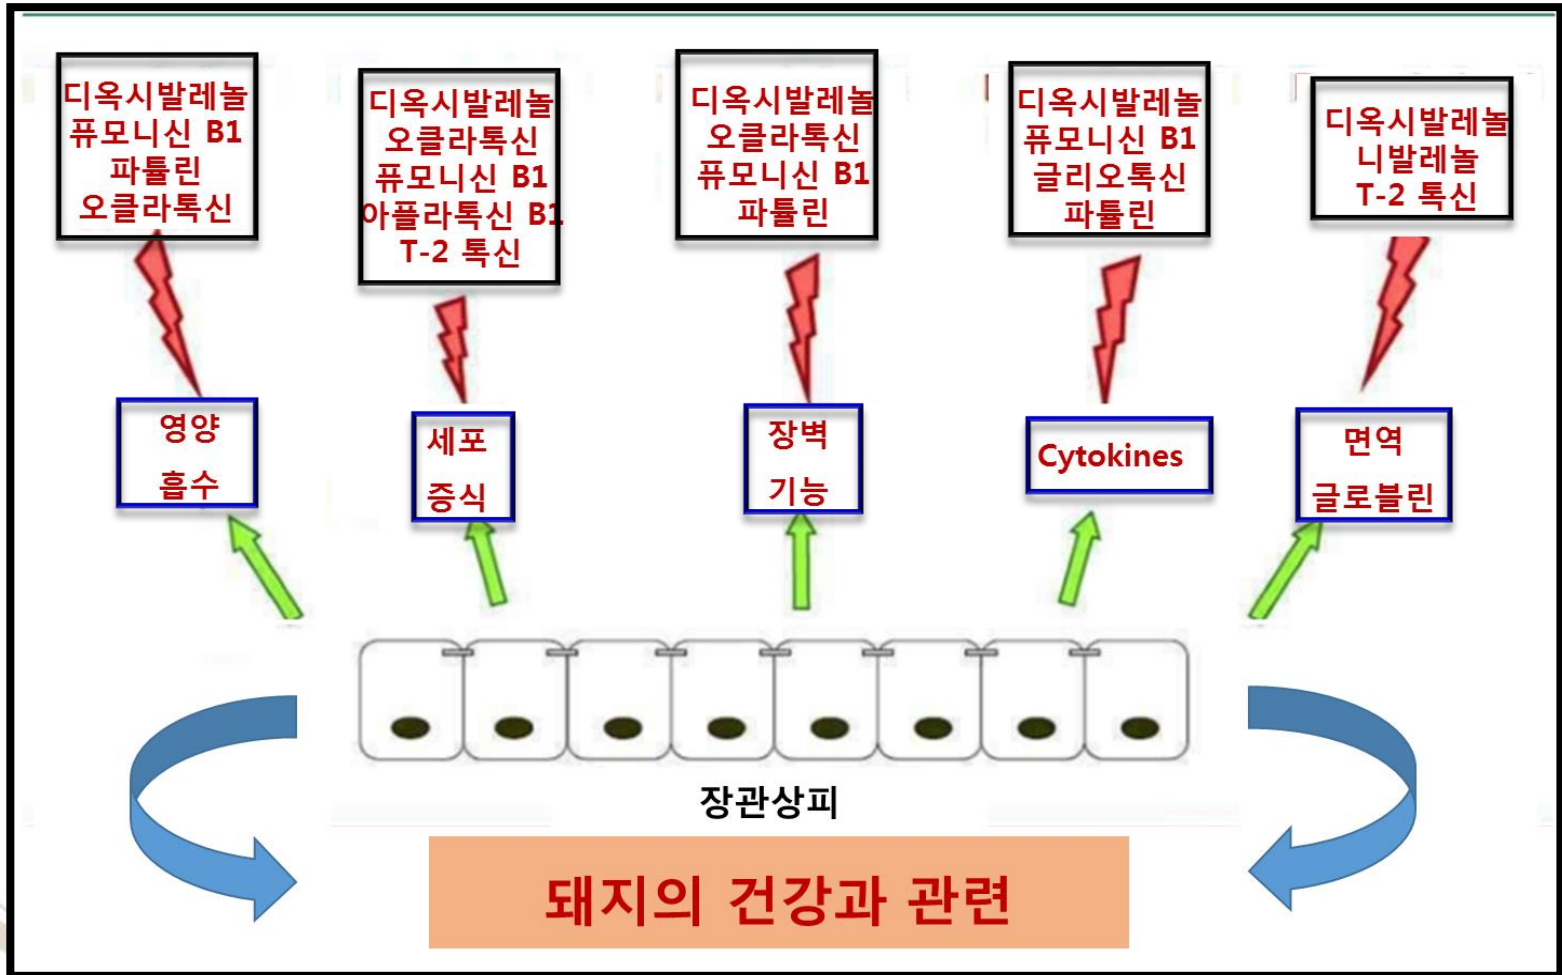 디옥시발레놀
퓨모니신 B1
파튤린
오클라톡신
디옥시발레놀
오클라톡신
퓨모니신 B1
아플라톡신 B1
T-2 톡신
디옥시발레놀
오클라톡신
퓨모니신 B1
파튤린
디옥시발레놀
퓨모니신 B1
글리오톡신
파튤린
디옥시발레놀
니발레놀
T-2 톡신
영양
흡수
세포
증식
장벽
기능
Cytokines
면역
글로블린
장관상피
돼지의 건강과 관련